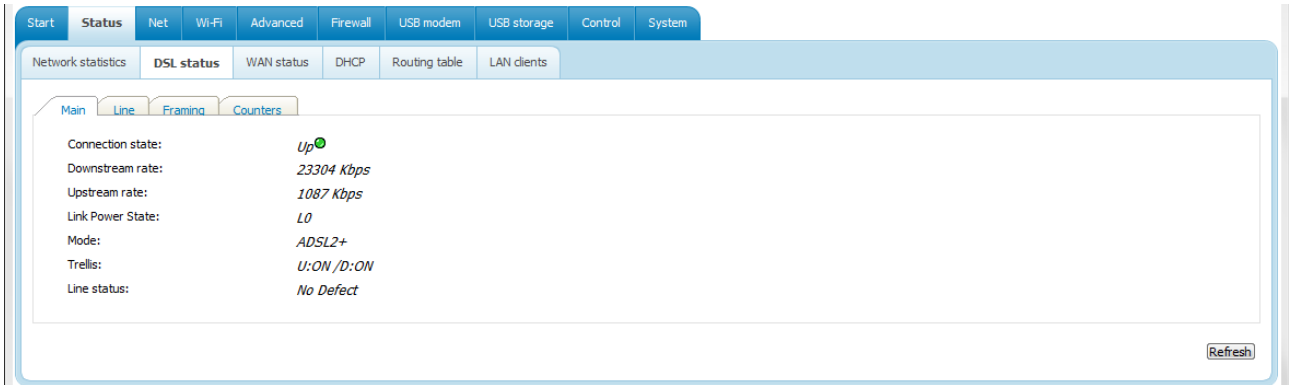 Start Status Net Wi-Fi Advanced Firewall USB modem USB storage Control System
Network statistics DSL status WAN status DHCP Routing table LAN clients
Main Line Framing Counters
Connection state: Up
Downstream rate: 23304 Kbps
Upstream rate: 1087 Kbps
Link Power State: L0
Mode: ADSL2+
Trellis: U:ON /D:ON
Line status: No Defect
Refresh